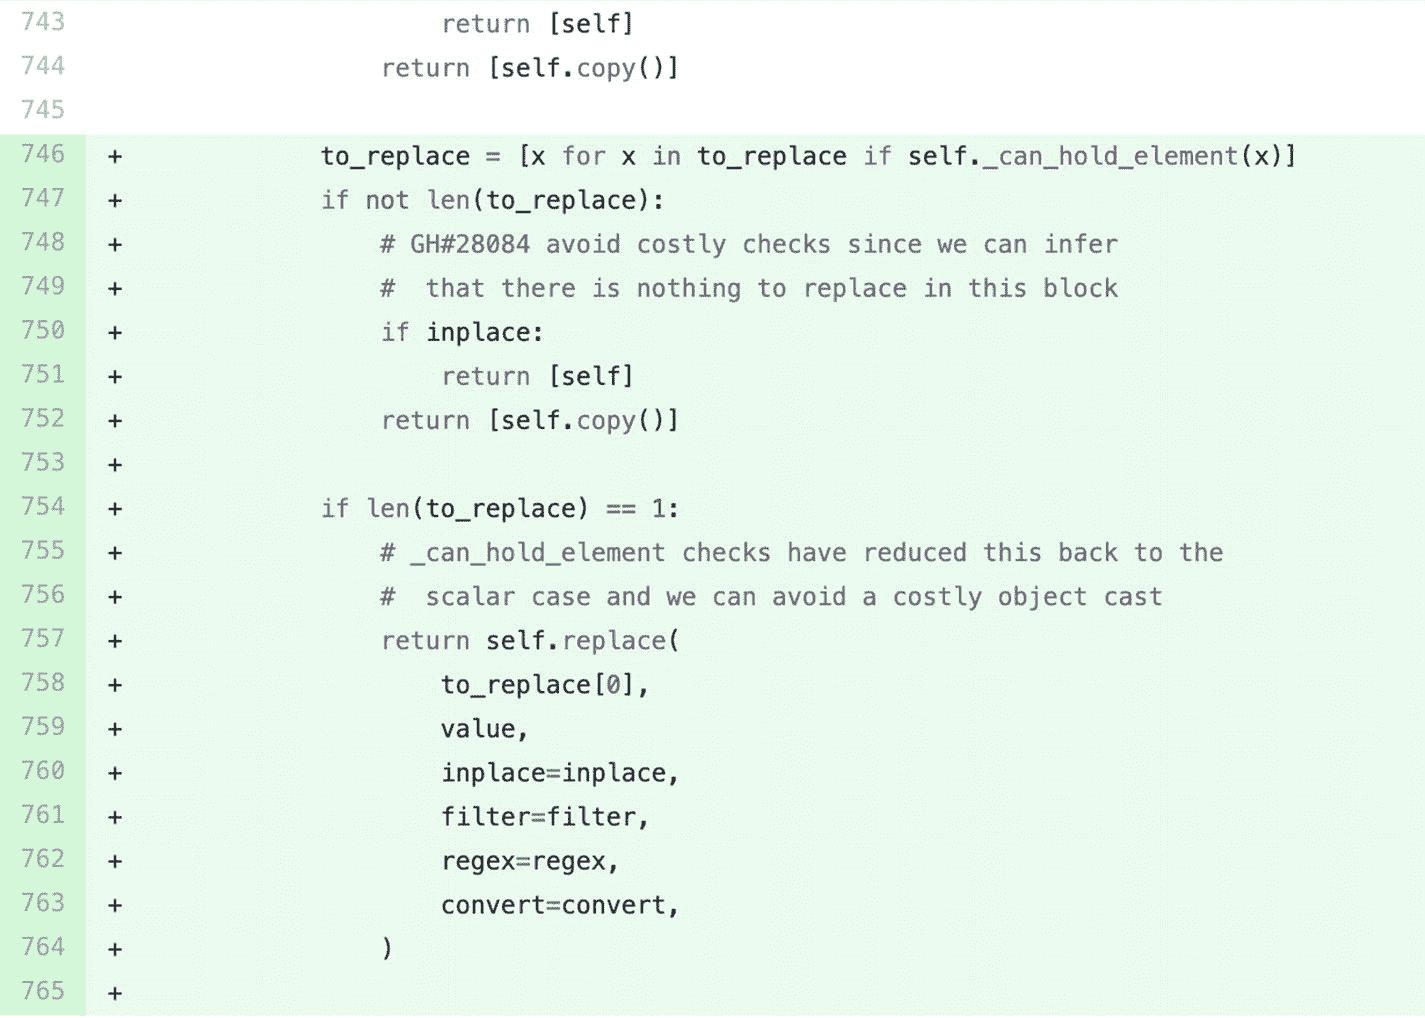 743                 return [self]
744             return [self.copy()]
745
746 +         to_replace = [x for x in to_replace if self._can_hold_element(x)]
747 +         if not len(to_replace):
748 +             # GH#28084 avoid costly checks since we can infer
749 +             #  that there is nothing to replace in this block
750 +             if inplace:
751 +                 return [self]
752 +             return [self.copy()]
753 +
754 +         if len(to_replace) == 1:
755 +             # _can_hold_element checks have reduced this back to the
756 +             #  scalar case and we can avoid a costly object cast
757 +             return self.replace(
758 +                 to_replace[0],
759 +                 value,
760 +                 inplace=inplace,
761 +                 filter=filter,
762 +                 regex=regex,
763 +                 convert=convert,
764 +             )
765 +